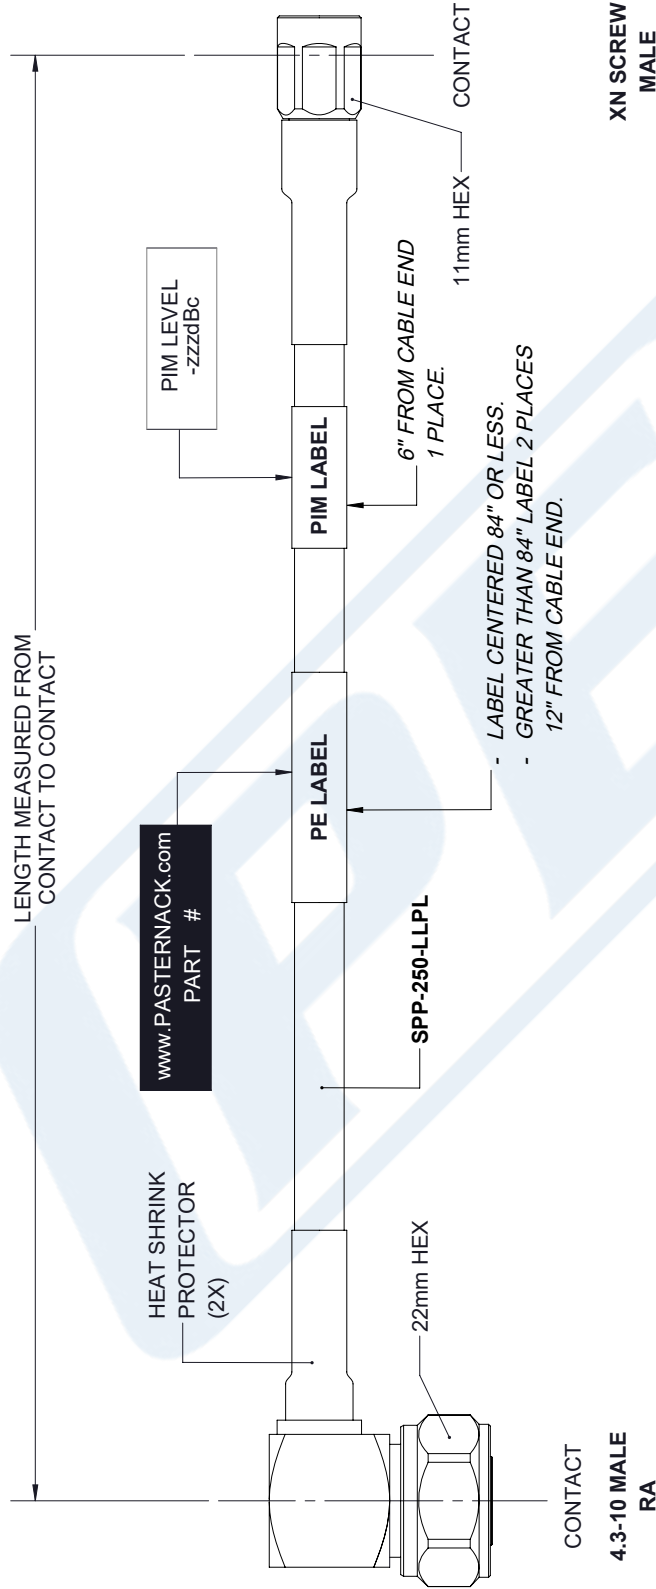 LENGTH MEASURED FROM
CONTACT TO CONTACT
www.PASTERNACK.com
PART #
PIM LEVEL
-zzzdBc
HEAT SHRINK
PROTECTOR
(2X)
PE LABEL
PIM LABEL
SPP-250-LLPL
6" FROM CABLE END
1 PLACE.
- LABEL CENTERED 84" OR LESS.
- GREATER THAN 84" LABEL 2 PLACES
12" FROM CABLE END.
22mm HEX
11mm HEX
CONTACT
4.3-10 MALE
RA
CONTACT
XN SCREW
MALE